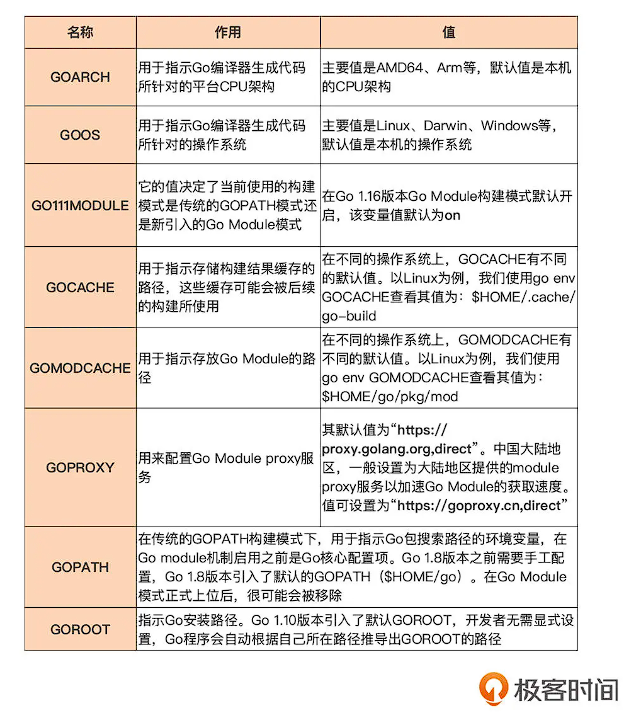 名称 作用 值
GOARCH
用于指示Go编译器生成代码
所针对的平台CPU架构
主要值是AMD64、Arm等，默认值是本机
的CPU架构
GOOS
用于指示Go编译器生成代码
所针对的操作系统
主要值是Linux、Darwin、Windows等，
默认值是本机的操作系统
GO111MODULE
它的值决定了当前使用的构建
模式是传统的GOPATH模式还
是新引入的Go Module模式
在Go 1.16版本Go Module构建模式默认开
启，该变量值默认为on
GOCACHE
用于指示存储构建结果缓存的
路径，这些缓存可能会被后续
的构建所使用
在不同的操作系统上，GOCACHE有不同
的默认值。以Linux为例，我们使用go env
GOCACHE查看其值为：$HOME/.cache/
go-build
GOMODCACHE
用于指示存放Go Module的路
径
在不同的操作系统上，GOMODCACHE有
不同的默认值。以Linux为例，我们使用
go env GOMODCACHE查看其值为：
$HOME/go/pkg/mod
GOPROXY
用来配置Go Module proxy服
务
其默认值为“https://
proxy.golang.org,direct”。中国大陆地
区，一般设置为大陆地区提供的module
proxy服务以加速Go Module的获取速度。
值可设置为“https://goproxy.cn,direct”
GOPATH
在传统的GOPATH构建模式下，用于指示Go包搜索路径的环境变量，在
Go module机制启用之前是Go核心配置项。Go 1.8版本之前需要手工配
置，Go 1.8版本引入了默认的GOPATH（$HOME/go）。在Go Module
模式正式上位后，很可能会被移除
GOROOT
指示Go安装路径。Go 1.10版本引入了默认GOROOT，开发者无需显式设
置，Go程序会自动根据自己所在路径推导出GOROOT的路径
极客时间